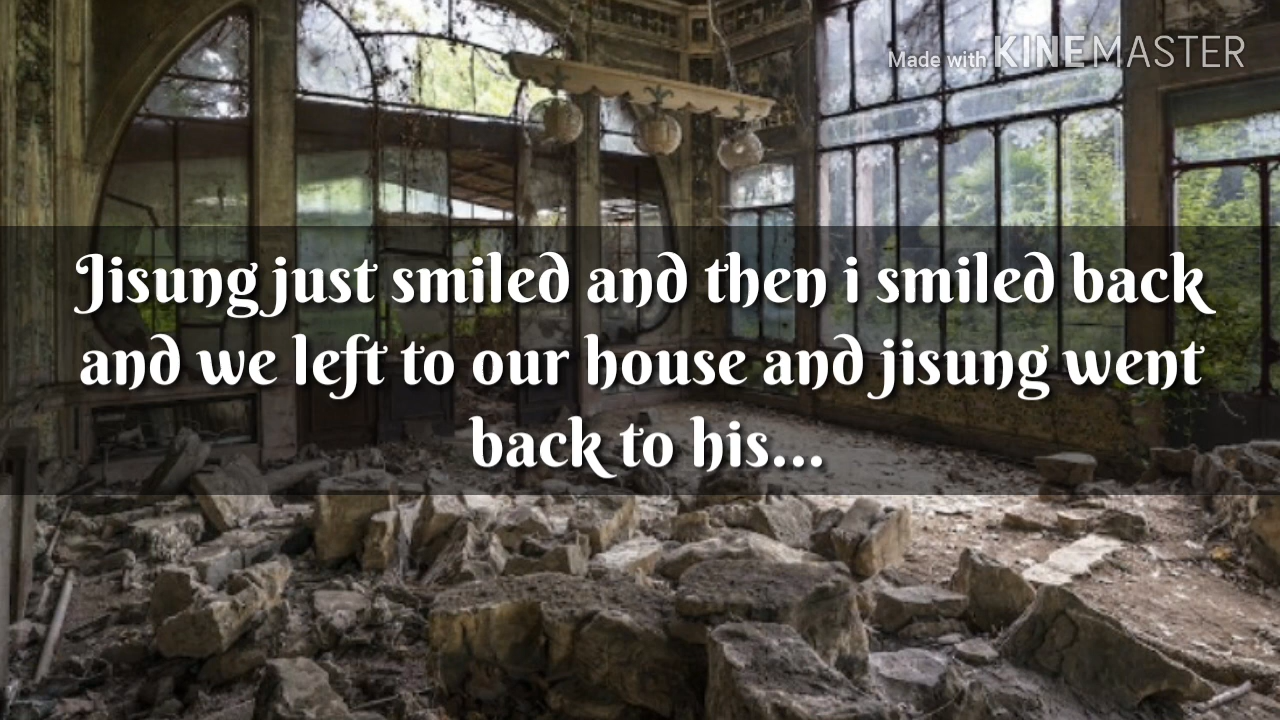 Made with KINEMASTER
Jisung just smiled and then i smiled back
and we left to our house and jisung went
back to his...